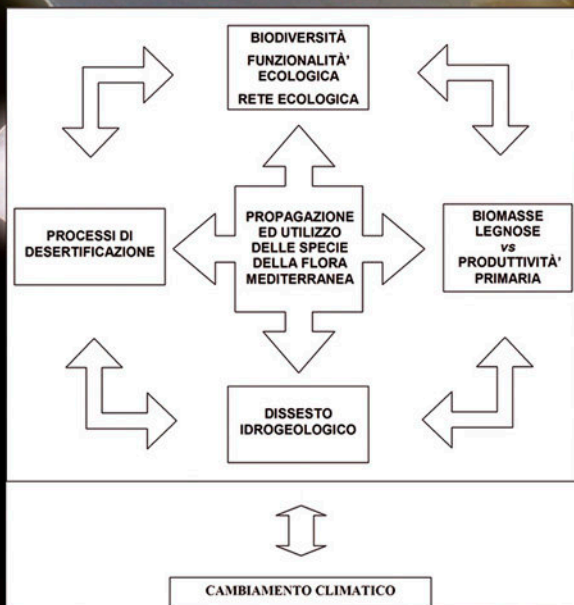 BIODIVERSITÀ
FUNZIONALITÀ'
ECOLOGICA
RETE ECOLOGICA
PROCESSI DI
DESERTIFICAZIONE
PROPAGAZIONE
ED UTILIZZO
DELLE SPECIE
DELLA FLORA
MEDITERRANEA
BIOMASSE
LEGNOSE
vs
PRODUTTIVITÀ'
PRIMARIA
DISSESTO
IDROGEOLOGICO
CAMBIAMENTO CLIMATICO